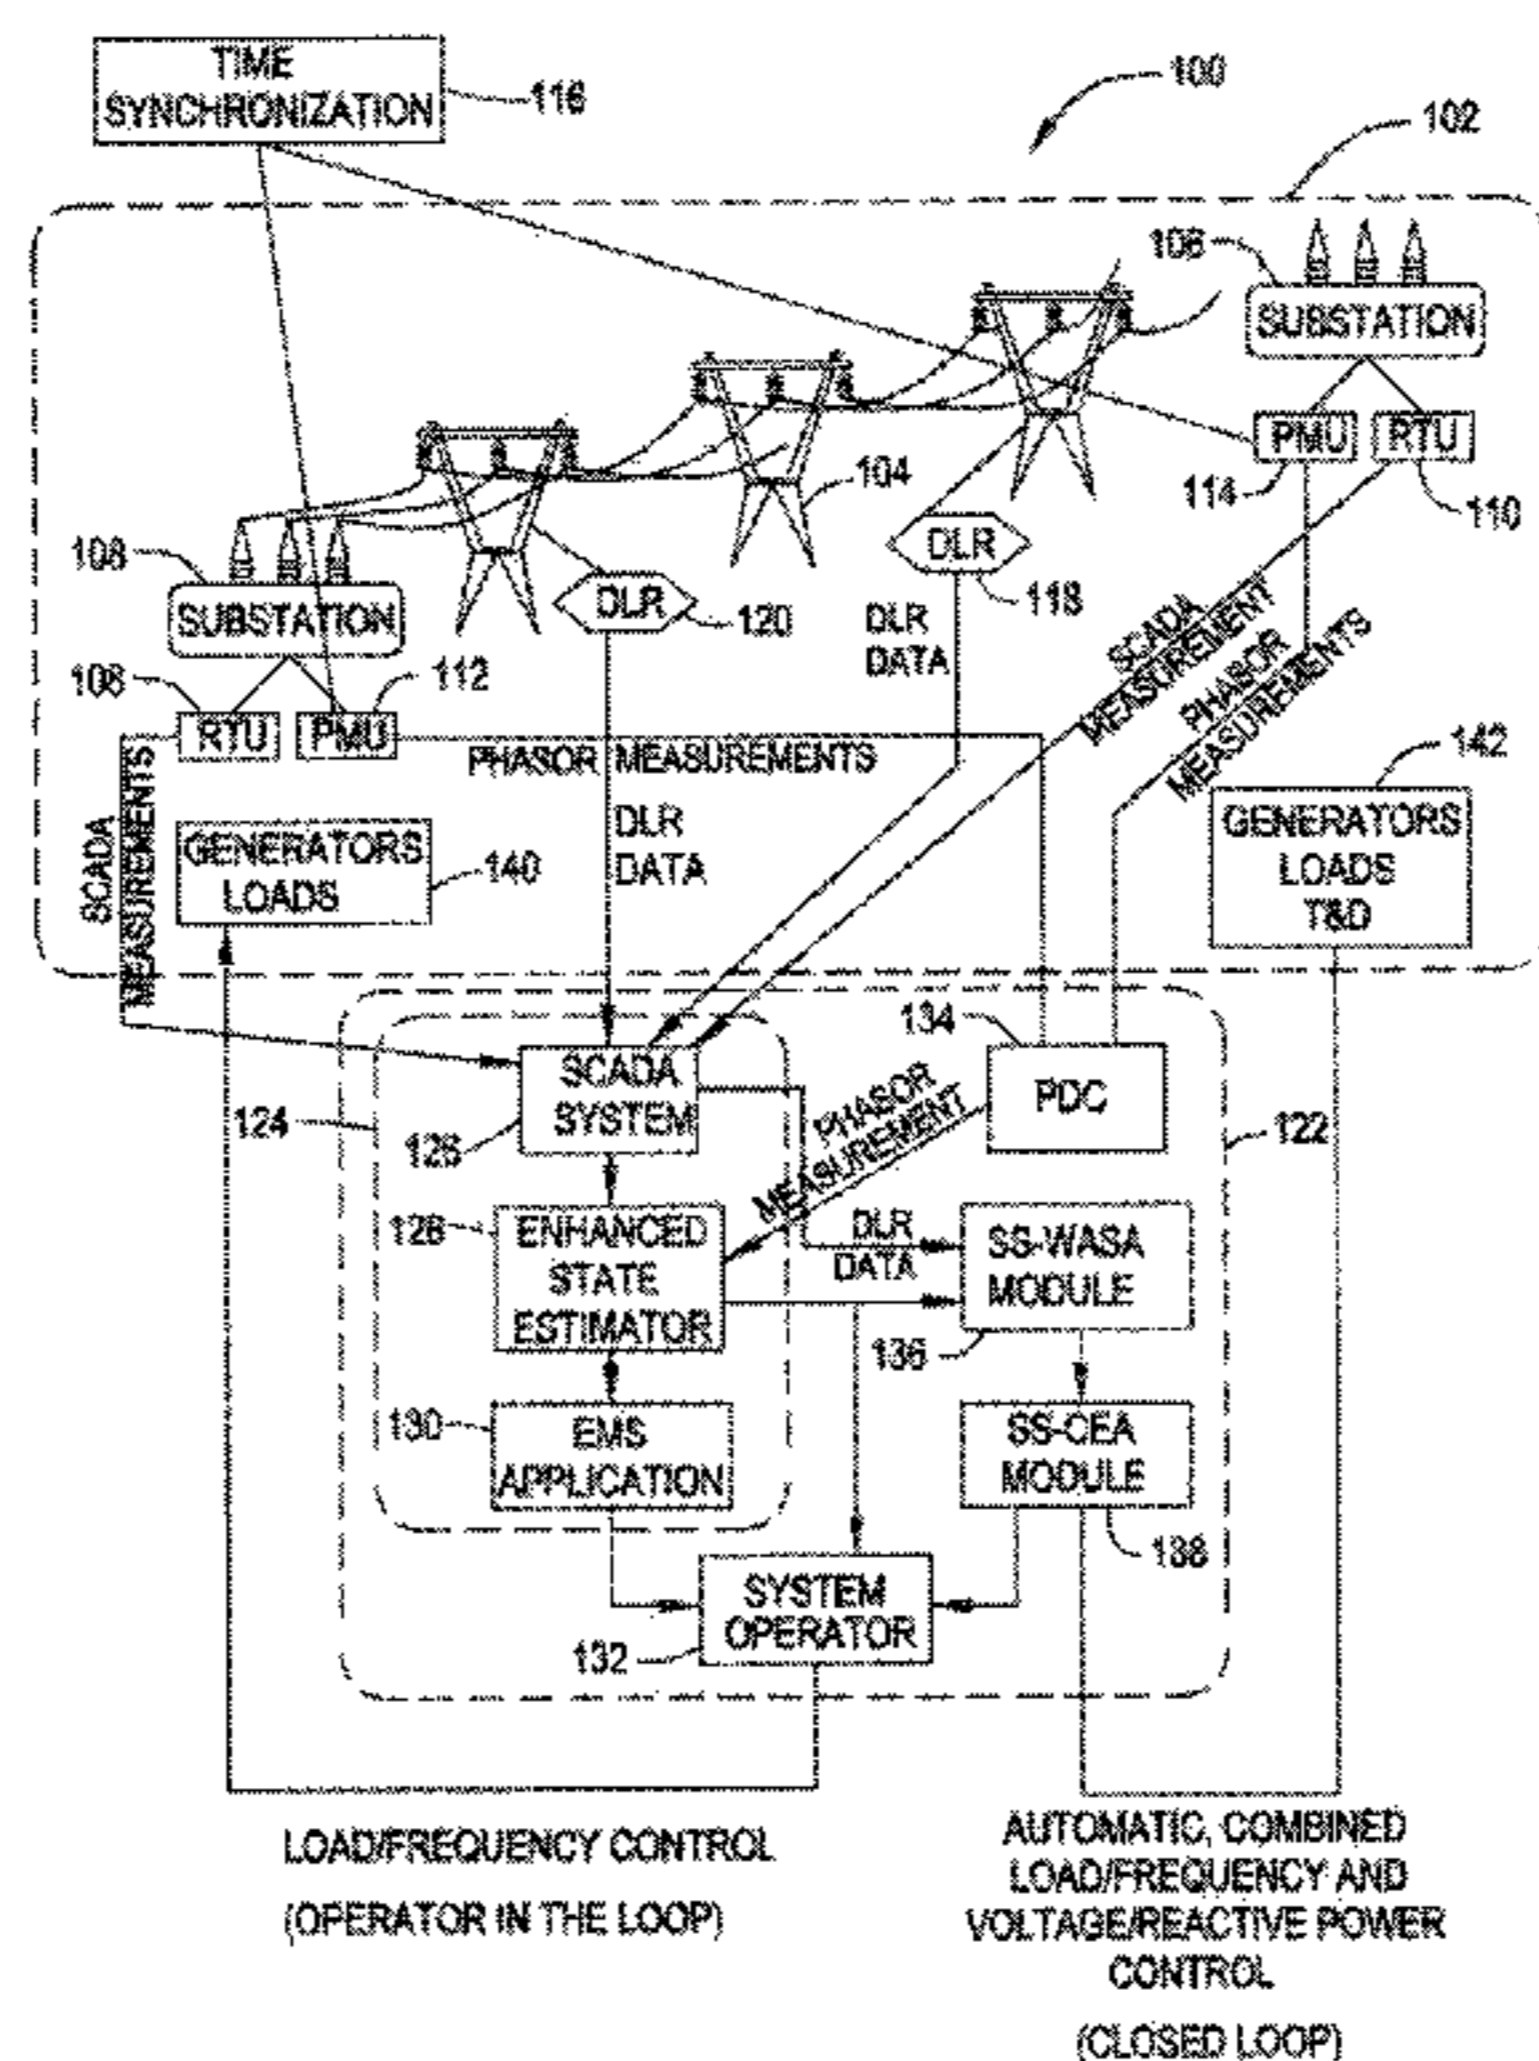 TIME
SYNCHRONIZATION
116
100
102
106
SUBSTATION
PMU
RTU
114
110
104
108
SUBSTATION
DLR
118
DLR
120
DLR
DATA
SCADA
MEASUREMENT
PHASOR
MEASUREMENTS
108
112
RTU
PMU
PHASOR MEASUREMENTS
SCADA
MEASUREMENTS
DLR
DATA
142
GENERATORS
LOADS
140
GENERATORS
LOADS
T&D
134
SCADA
SYSTEM
126
PDC
124
122
PHASOR
MEASUREMENT
128
ENHANCED
STATE
ESTIMATOR
DLR
DATA
SS-WASA
MODULE
136
130
EMS
APPLICATION
SS-CEA
MODULE
138
SYSTEM
OPERATOR
132
LOAD/FREQUENCY CONTROL
(OPERATOR IN THE LOOP)
AUTOMATIC, COMBINED
LOAD/FREQUENCY AND
VOLTAGE/REACTIVE POWER
CONTROL
(CLOSED LOOP)